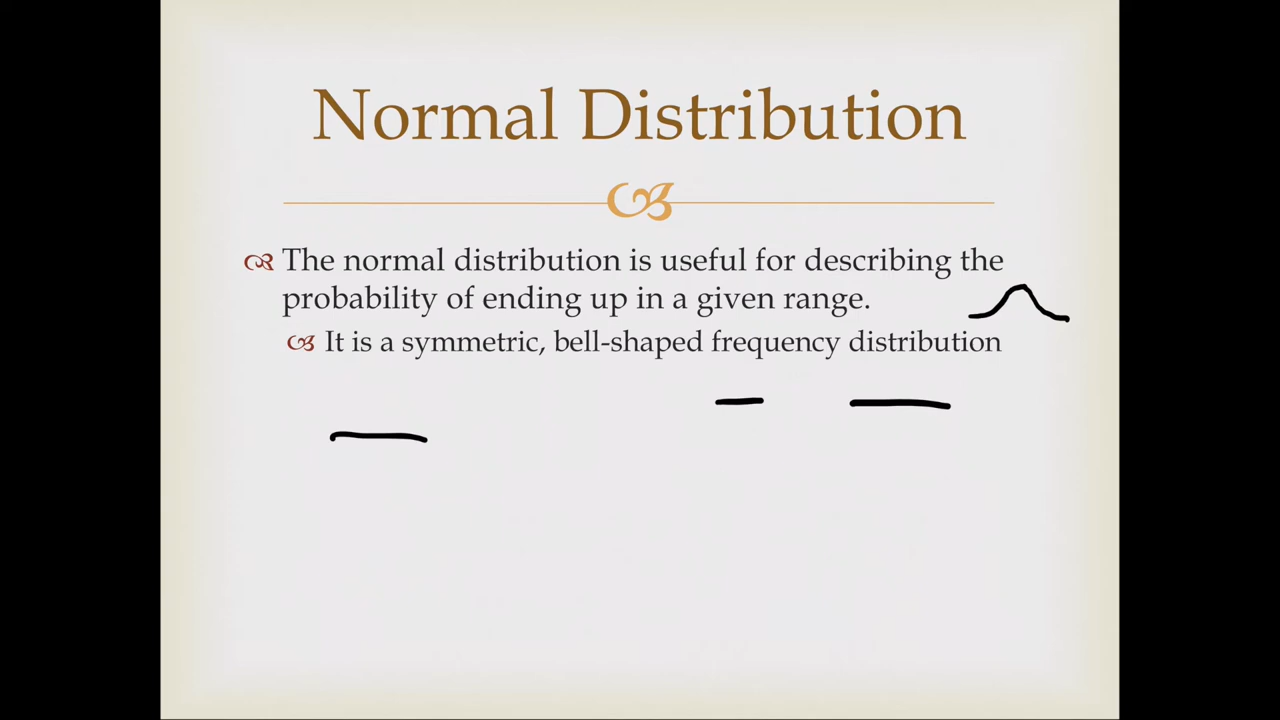 Normal Distribution
The normal distribution is useful for describing the
probability of ending up in a given range.
It is a symmetric, bell-shaped frequency distribution